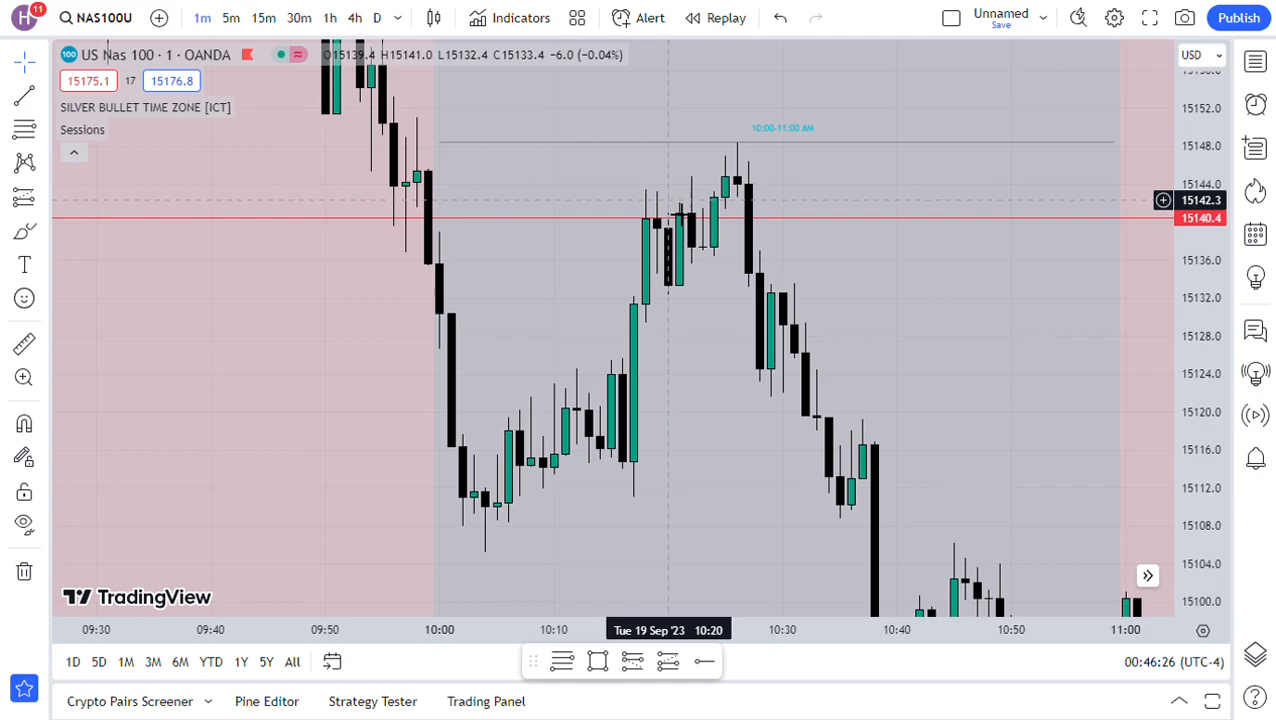 H 11 NAS100U 1m 5m 15m 30m 1h 4h D Indicators Alert Replay Unnamed Save Publish
100 US Nas 100 · 1 · OANDA O15139.4 H15141.0 L15132.4 C15133.4 −6.0 (−0.04%) USD
15175.1 17 15176.8
SILVER BULLET TIME ZONE [ICT]
Sessions
10:00-11:00 AM
15152.0
15148.0
15144.0
15142.3
15140.4
15136.0
15132.0
15128.0
15124.0
15120.0
15116.0
15112.0
15108.0
15104.0
15100.0
TradingView
09:30 09:40 09:50 10:00 10:10 Tue 19 Sep '23 10:20 10:30 10:40 10:50 11:00
1D 5D 1M 3M 6M YTD 1Y 5Y All 00:46:26 (UTC-4)
Crypto Pairs Screener Pine Editor Strategy Tester Trading Panel